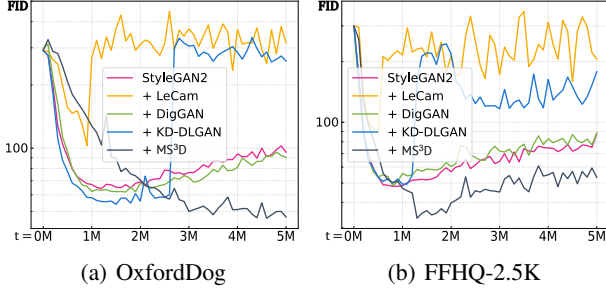 FID
100
StyleGAN2
+ LeCam
+ DigGAN
+ KD-DLGAN
+ MS³D
t = 0M 1M 2M 3M 4M 5M
(a) OxfordDog
FID
100
StyleGAN2
+ LeCam
+ DigGAN
+ KD-DLGAN
+ MS³D
t = 0M 1M 2M 3M 4M 5M
(b) FFHQ-2.5K